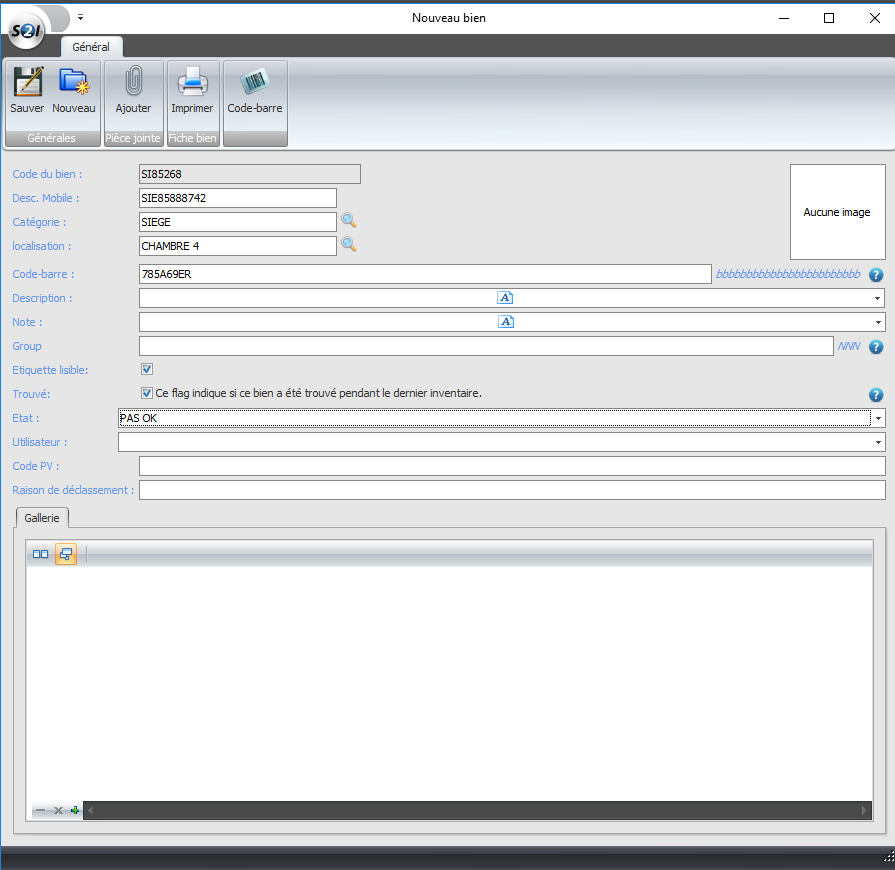 Nouveau bien
S2I
Général
Sauver Nouveau Ajouter Imprimer Code-barre
Générales Pièce jointe Fiche bien
Code du bien : SI85268
Desc. Mobile : SIE85888742
Catégorie : SIEGE
localisation : CHAMBRE 4
Aucune image
Code-barre : 785A69ER bbbbbbbbbbbbbbbbbbbbbbbb ?
Description : A
Note : A
Group NNN ?
Etiquette lisible:
Trouvé: Ce flag indique si ce bien a été trouvé pendant le dernier inventaire. ?
Etat : PAS OK
Utilisateur :
Code PV :
Raison de déclassement :
Gallerie